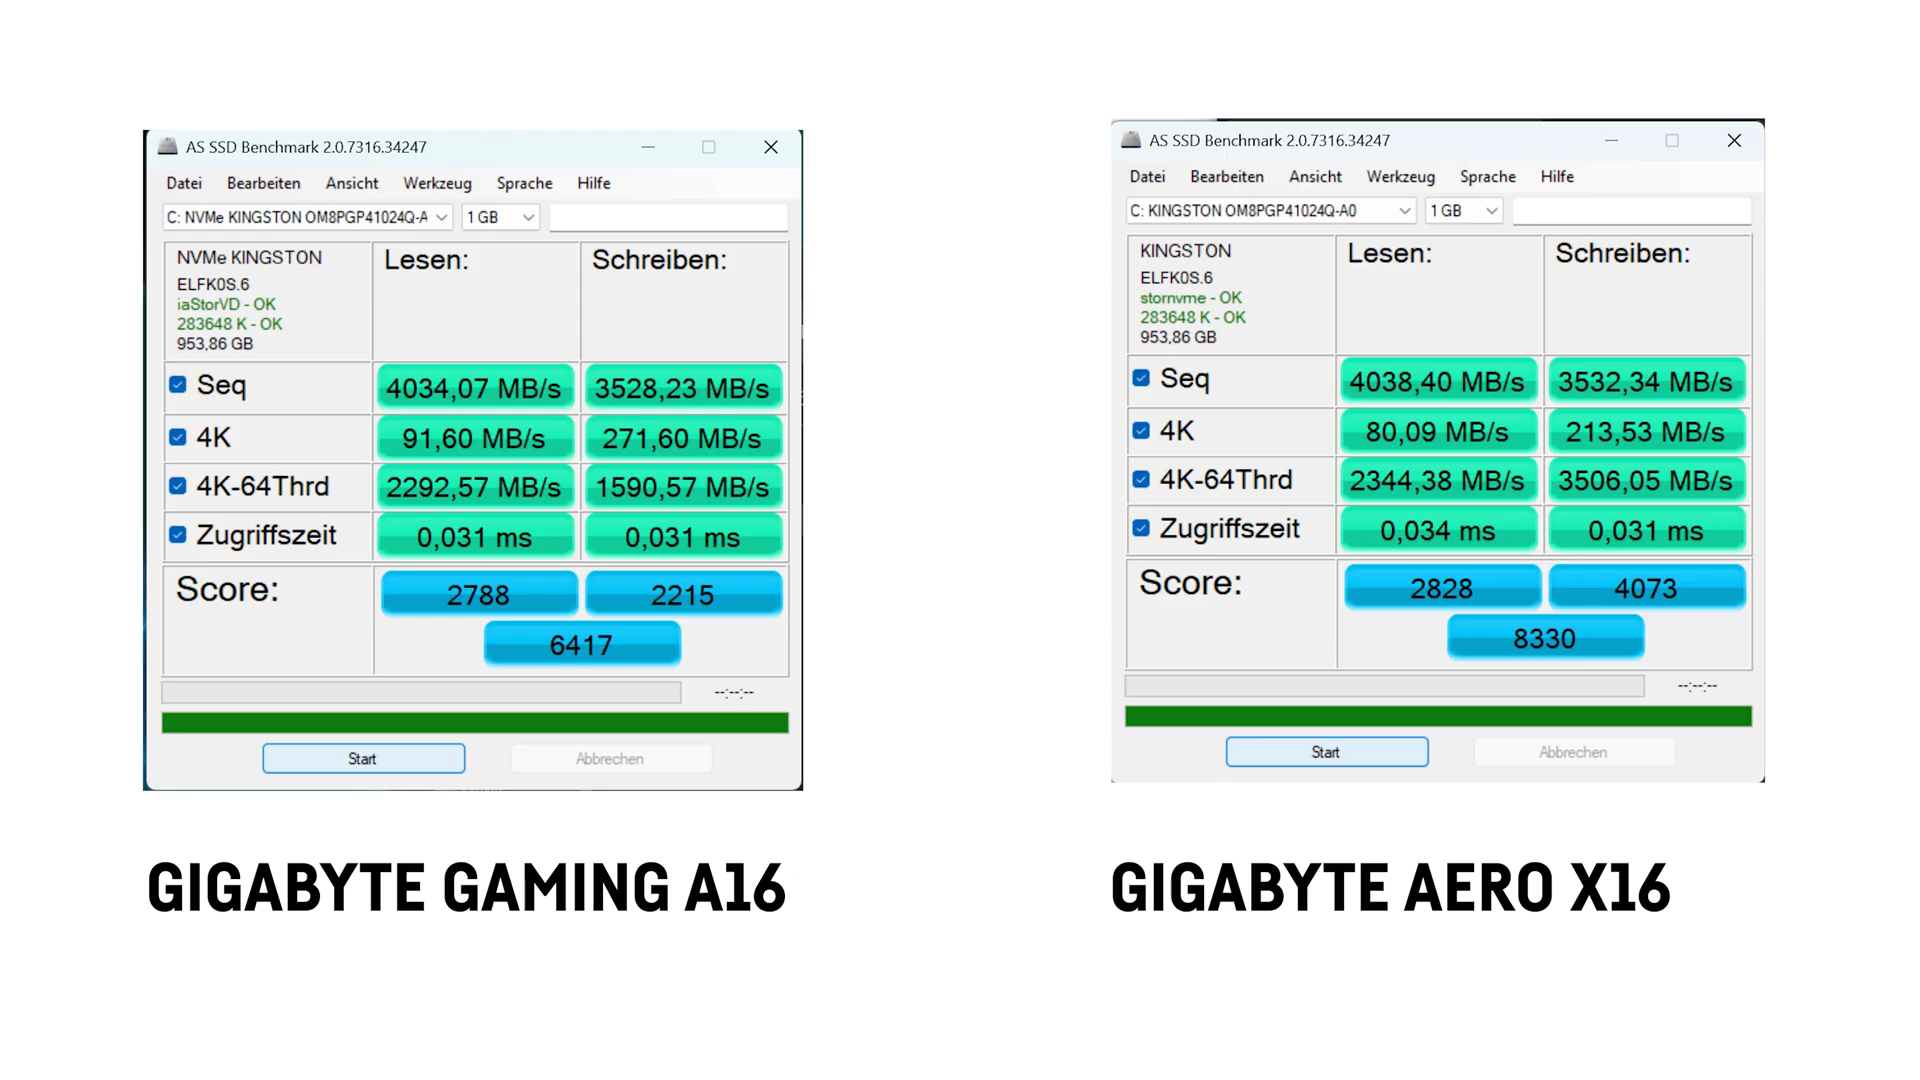 AS SSD Benchmark 2.0.7316.34247
Datei Bearbeiten Ansicht Werkzeug Sprache Hilfe
C: NVMe KINGSTON OM8PGP41024Q-A 1 GB
NVMe KINGSTON
ELFK0S.6
iaStorVD - OK
283648 K - OK
953,86 GB
Lesen: Schreiben:
Seq 4034,07 MB/s 3528,23 MB/s
4K 91,60 MB/s 271,60 MB/s
4K-64Thrd 2292,57 MB/s 1590,57 MB/s
Zugriffszeit 0,031 ms 0,031 ms
Score: 2788 2215
6417
--:--:--
Start Abbrechen
GIGABYTE GAMING A16
AS SSD Benchmark 2.0.7316.34247
Datei Bearbeiten Ansicht Werkzeug Sprache Hilfe
C: KINGSTON OM8PGP41024Q-A0 1 GB
KINGSTON
ELFK0S.6
stornvme - OK
283648 K - OK
953,86 GB
Lesen: Schreiben:
Seq 4038,40 MB/s 3532,34 MB/s
4K 80,09 MB/s 213,53 MB/s
4K-64Thrd 2344,38 MB/s 3506,05 MB/s
Zugriffszeit 0,034 ms 0,031 ms
Score: 2828 4073
8330
--:--:--
Start Abbrechen
GIGABYTE AERO X16